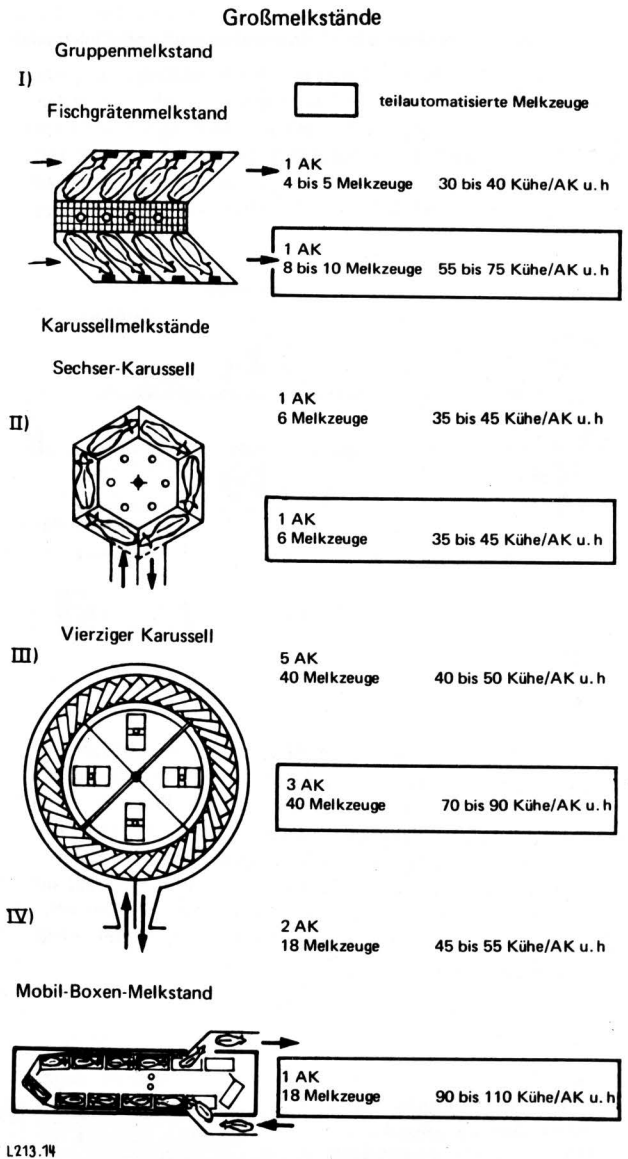 Großmelkstände
Gruppenmelkstand
I)
teilautomatisierte Melkzeuge
Fischgrätenmelkstand
1 AK
4 bis 5 Melkzeuge 30 bis 40 Kühe/AK u. h
1 AK
8 bis 10 Melkzeuge 55 bis 75 Kühe/AK u. h
Karussellmelkstände
Sechser-Karussell
II)
1 AK
6 Melkzeuge 35 bis 45 Kühe/AK u. h
1 AK
6 Melkzeuge 35 bis 45 Kühe/AK u. h
Vierziger Karussell
III)
5 AK
40 Melkzeuge 40 bis 50 Kühe/AK u. h
3 AK
40 Melkzeuge 70 bis 90 Kühe/AK u. h
IV)
2 AK
18 Melkzeuge 45 bis 55 Kühe/AK u. h
Mobil-Boxen-Melkstand
1 AK
18 Melkzeuge 90 bis 110 Kühe/AK u. h
L213.14